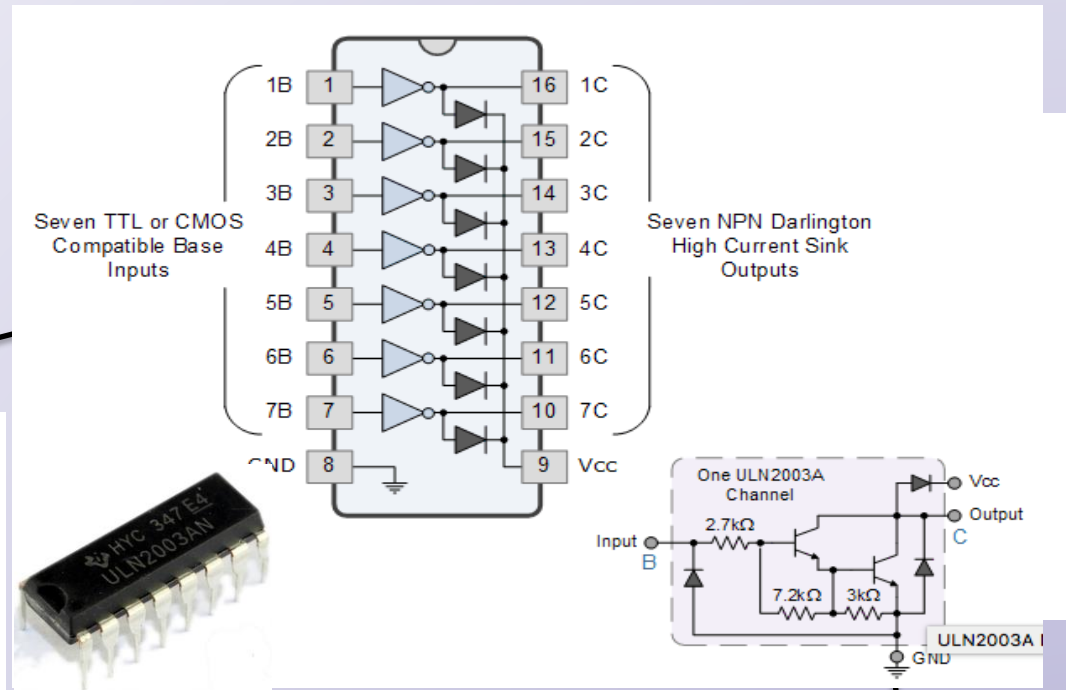 1B 1 16 1C
2B 2 15 2C
3B 3 14 3C
Seven TTL or CMOS
Compatible Base
Inputs
Seven NPN Darlington
High Current Sink
Outputs
4B 4 13 4C
5B 5 12 5C
6B 6 11 6C
7B 7 10 7C
GND 8 9 Vcc
HYC 347 E4
ULN2003AN
One ULN2003A
Channel
Vcc
2.7kΩ
Output
C
Input
B
7.2kΩ 3kΩ
ULN2003A
GND